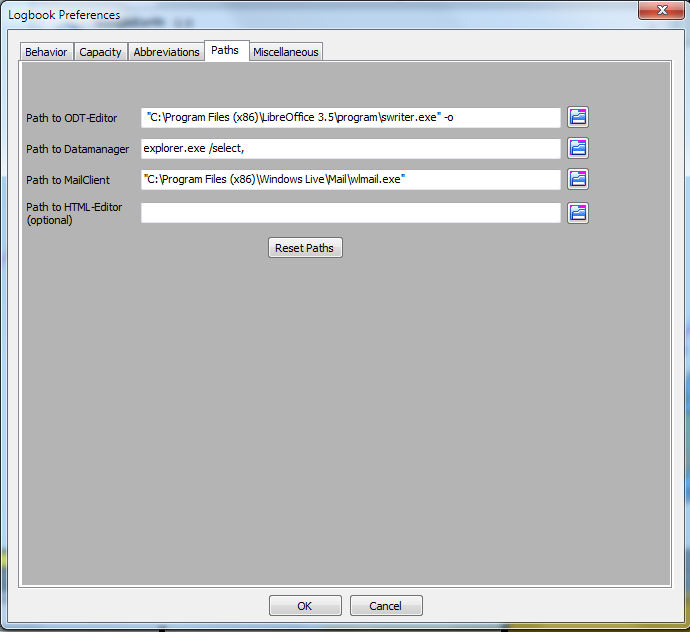 Logbook Preferences
Behavior Capacity Abbreviations Paths Miscellaneous
Path to ODT-Editor "C:\Program Files (x86)\LibreOffice 3.5\program\swriter.exe" -o
Path to Datamanager explorer.exe /select,
Path to MailClient "C:\Program Files (x86)\Windows Live\Mail\wlmail.exe"
Path to HTML-Editor
(optional)
Reset Paths
OK Cancel